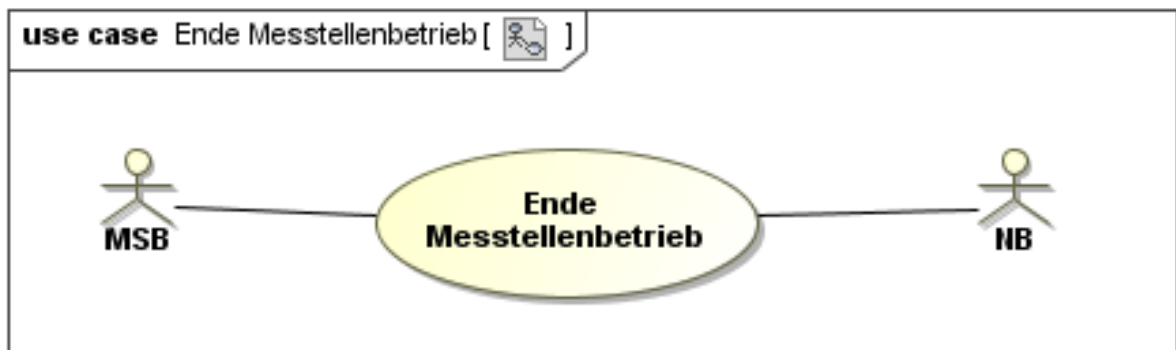 use case Ende Messtellenbetrieb [ ]
Ende
Messtellenbetrieb
MSB
NB